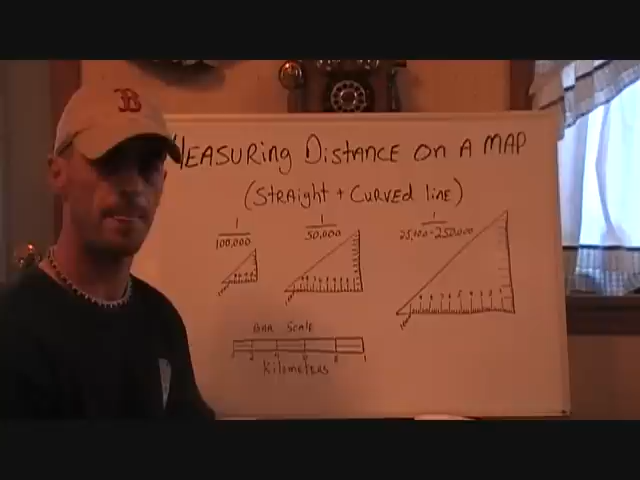 B
MEASURING DISTANCE ON A MAP
(STRAIGHT + CURVED LINE)
1 1 1
100,000 50,000 25,000-250,000
BAR SCALE
KILOMETERS